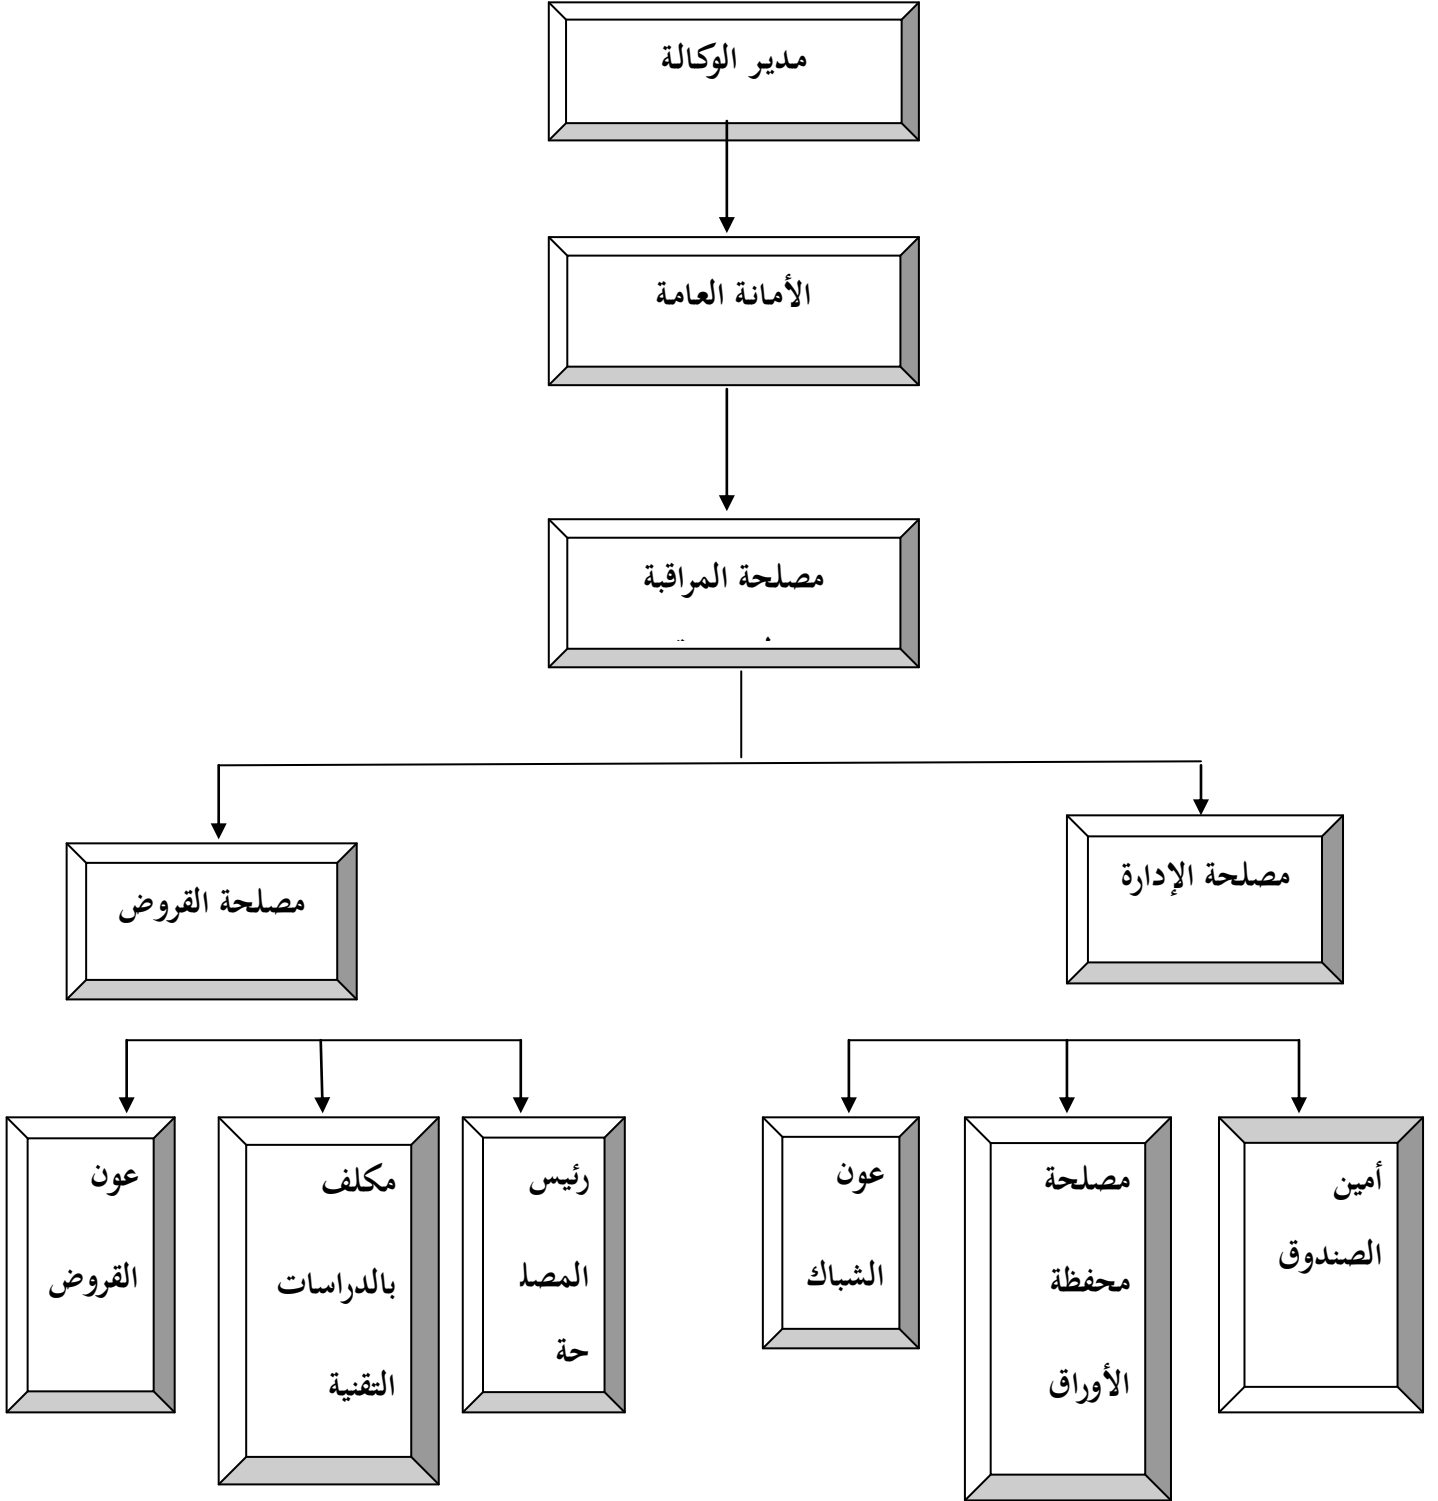 مدير الوكالة
الأمانة العامة
مصلحة المراقبة
مصلحة الإدارة
مصلحة القروض
أمين
الصندوق
مصلحة
محفظة
الأوراق
عون
الشباك
رئيس
المصل
حة
مكلف
بالدراسات
التقنية
عون
القروض